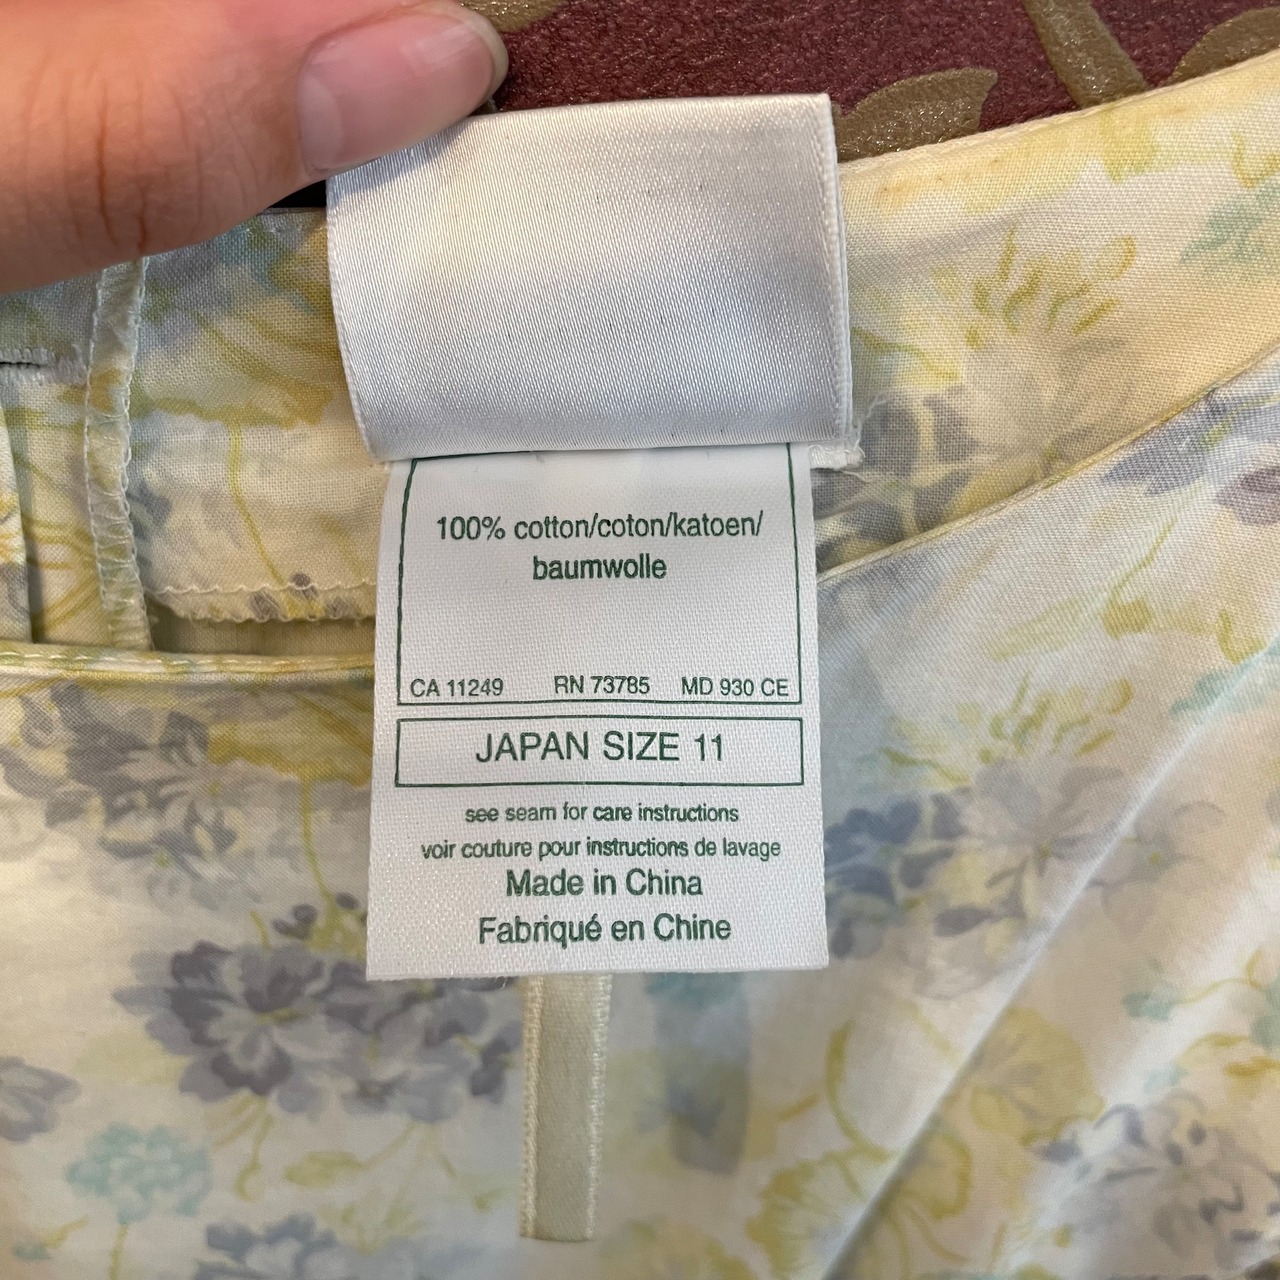 100% cotton/coton/katoen/
baumwolle
CA 11249 RN 73785 MD 930 CE
JAPAN SIZE 11
see seam for care instructions
voir couture pour instructions de lavage
Made in China
Fabriqué en Chine